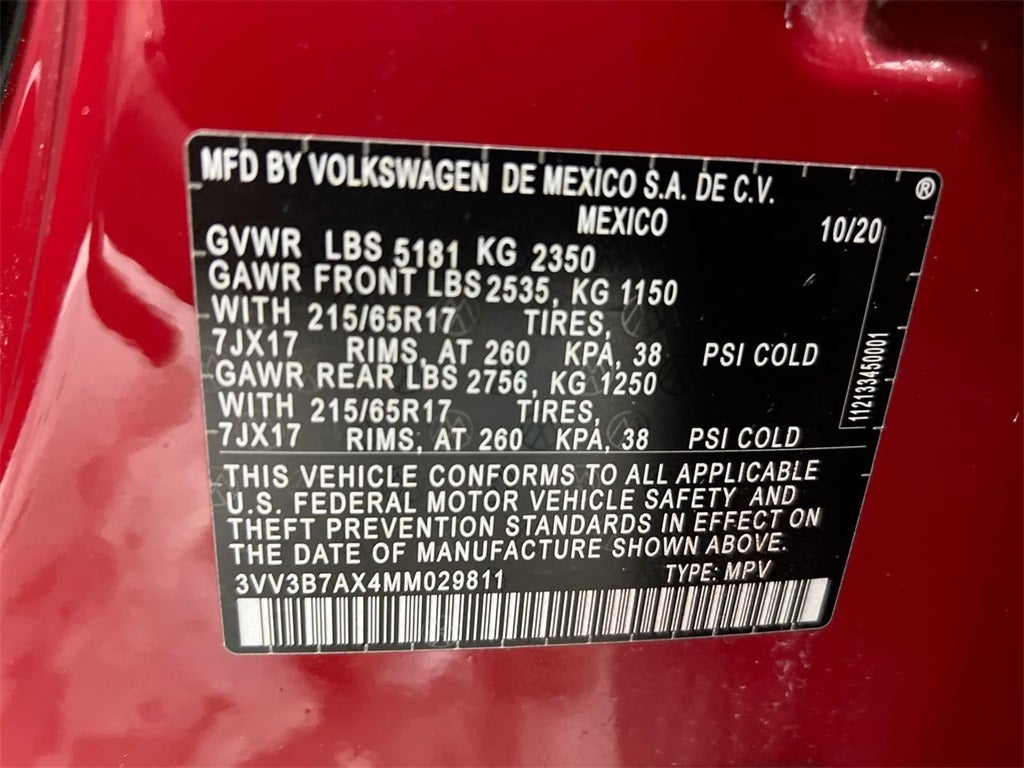 MFD BY VOLKSWAGEN DE MEXICO S.A. DE C.V. ®
MEXICO 10/20
GVWR LBS 5181 KG 2350
GAWR FRONT LBS 2535, KG 1150
WITH 215/65R17 TIRES,
7JX17 RIMS, AT 260 KPA, 38 PSI COLD
GAWR REAR LBS 2756, KG 1250
WITH 215/65R17 TIRES,
7JX17 RIMS, AT 260 KPA, 38 PSI COLD
112133450001
THIS VEHICLE CONFORMS TO ALL APPLICABLE
U.S. FEDERAL MOTOR VEHICLE SAFETY AND
THEFT PREVENTION STANDARDS IN EFFECT ON
THE DATE OF MANUFACTURE SHOWN ABOVE.
3VV3B7AX4MM029811 TYPE: MPV